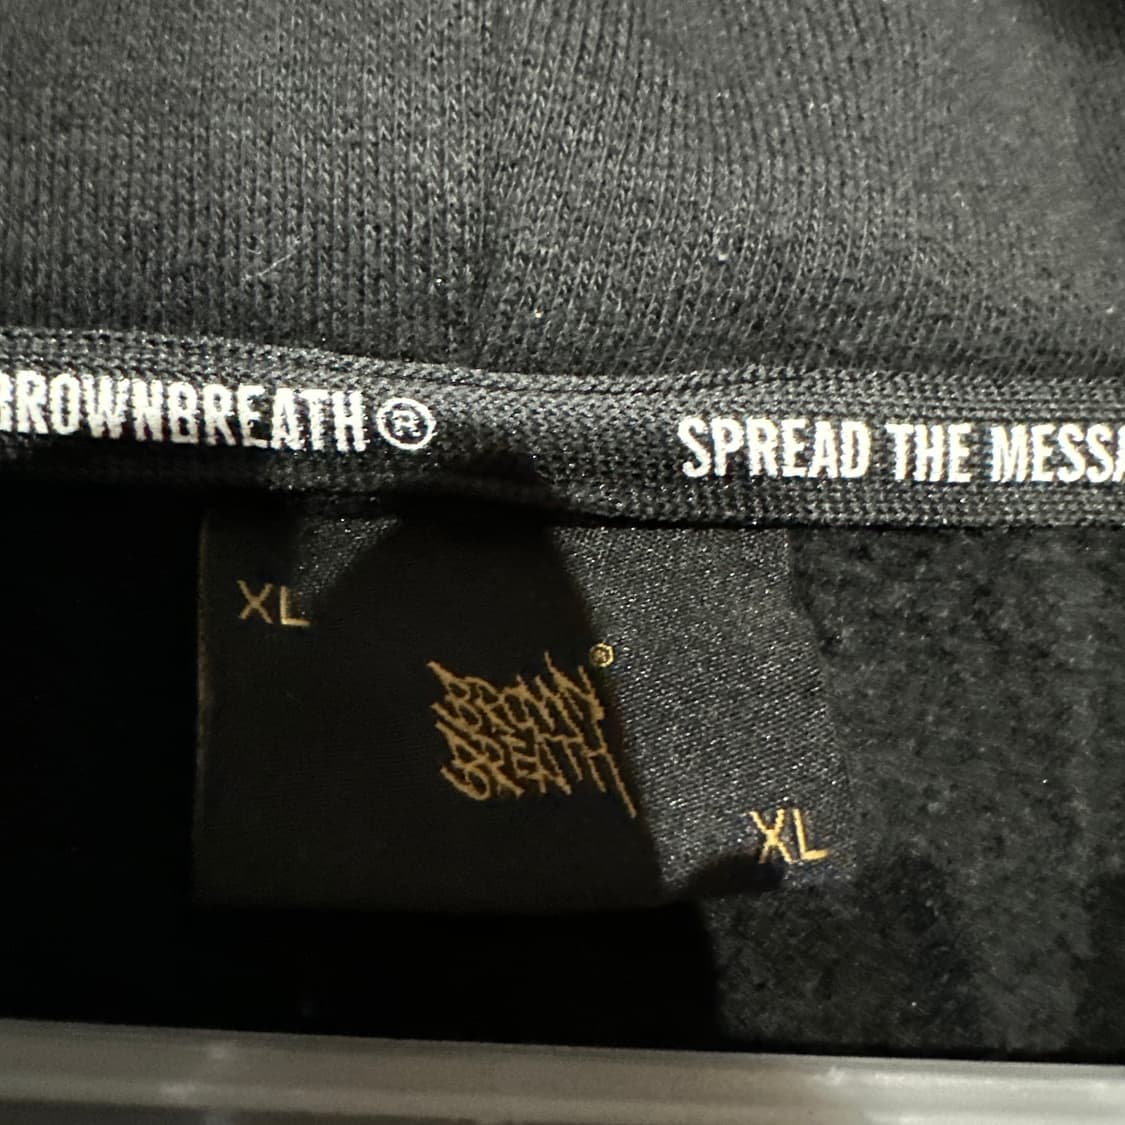 BROWNBREATH®
SPREAD THE MESSA
XL
®
BROWN
BREATH
XL